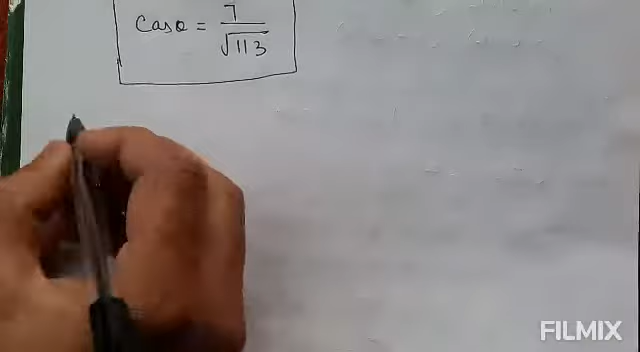 Cosθ = 7/√113
FILMIX